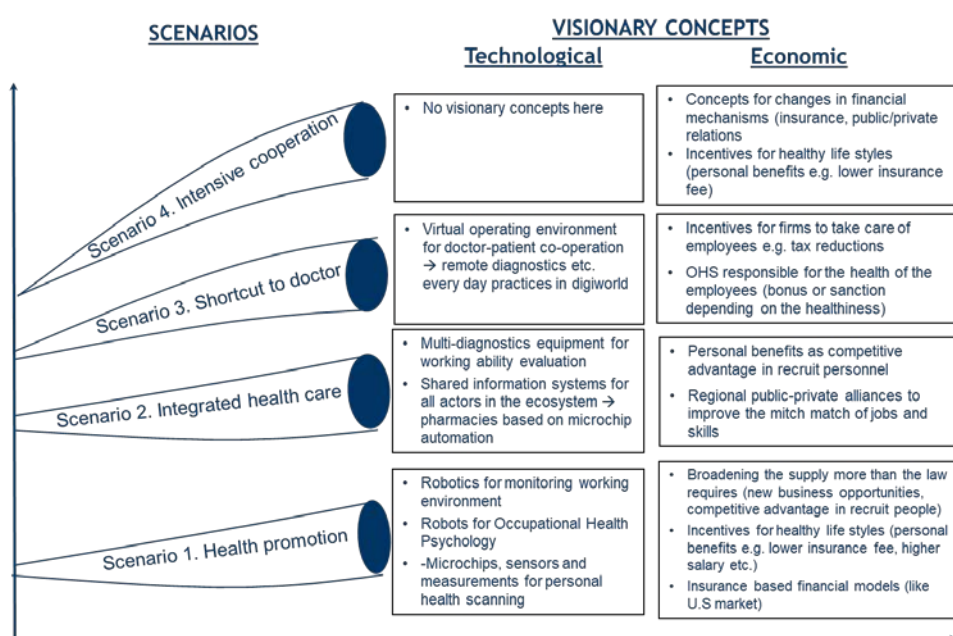 SCENARIOS
VISIONARY CONCEPTS
Technological
Economic
Scenario 4. Intensive cooperation
• No visionary concepts here
• Concepts for changes in financial
mechanisms (insurance, public/private
relations
• Incentives for healthy life styles
(personal benefits e.g. lower insurance
fee)
Scenario 3. Shortcut to doctor
• Virtual operating environment
for doctor-patient co-operation
→ remote diagnostics etc.
every day practices in digiworld
• Incentives for firms to take care of
employees e.g. tax reductions
• OHS responsible for the health of the
employees (bonus or sanction
depending on the healthiness)
Scenario 2. Integrated health care
• Multi-diagnostics equipment for
working ability evaluation
• Shared information systems for
all actors in the ecosystem →
pharmacies based on microchip
automation
• Personal benefits as competitive
advantage in recruit personnel
• Regional public-private alliances to
improve the mitch match of jobs and
skills
Scenario 1. Health promotion
• Robotics for monitoring working
environment
• Robots for Occupational Health
Psychology
• -Microchips, sensors and
measurements for personal
health scanning
• Broadening the supply more than the law
requires (new business opportunities,
competitive advantage in recruit people)
• Incentives for healthy life styles (personal
benefits e.g. lower insurance fee, higher
salary etc.)
• Insurance based financial models (like
U.S market)